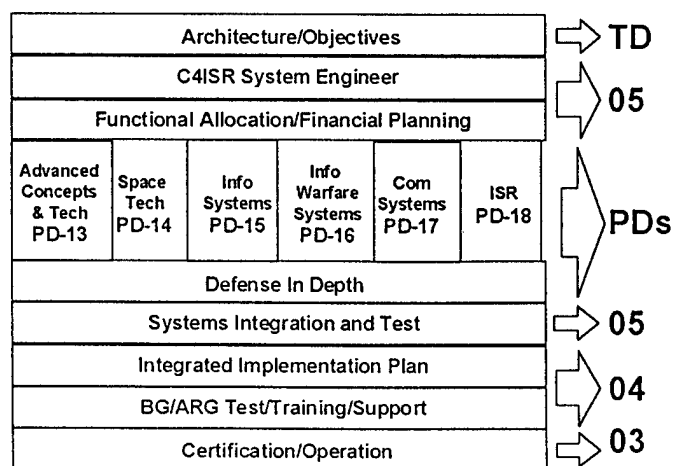 Architecture/Objectives
TD
C4ISR System Engineer
05
Functional Allocation/Financial Planning
Advanced
Concepts
& Tech
PD-13
Space
Tech
PD-14
Info
Systems
PD-15
Info
Warfare
Systems
PD-16
Com
Systems
PD-17
ISR
PD-18
PDs
Defense In Depth
Systems Integration and Test
05
Integrated Implementation Plan
04
BG/ARG Test/Training/Support
Certification/Operation
03